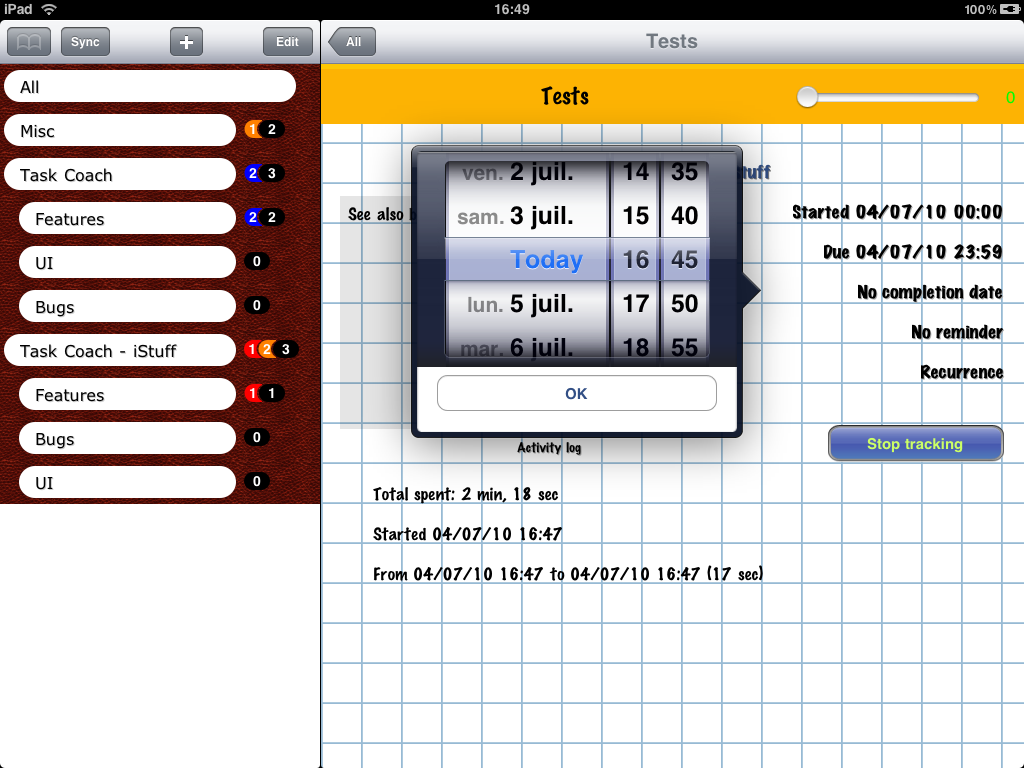 iPad 16:49 100%
Sync + Edit All Tests
All
Misc 1 2
Task Coach 2 3
Features 2 2
UI 0
Bugs 0
Task Coach - iStuff 1 2 3
Features 1 1
Bugs 0
UI 0
Tests 0
tuff
See also b
Started 04/07/10 00:00
Due 04/07/10 23:59
No completion date
No reminder
Recurrence
ven. 2 juil. 14 35
sam. 3 juil. 15 40
Today 16 45
lun. 5 juil. 17 50
mar. 6 juil. 18 55
OK
Stop tracking
Activity log
Total spent: 2 min, 18 sec
Started 04/07/10 16:47
From 04/07/10 16:47 to 04/07/10 16:47 (17 sec)